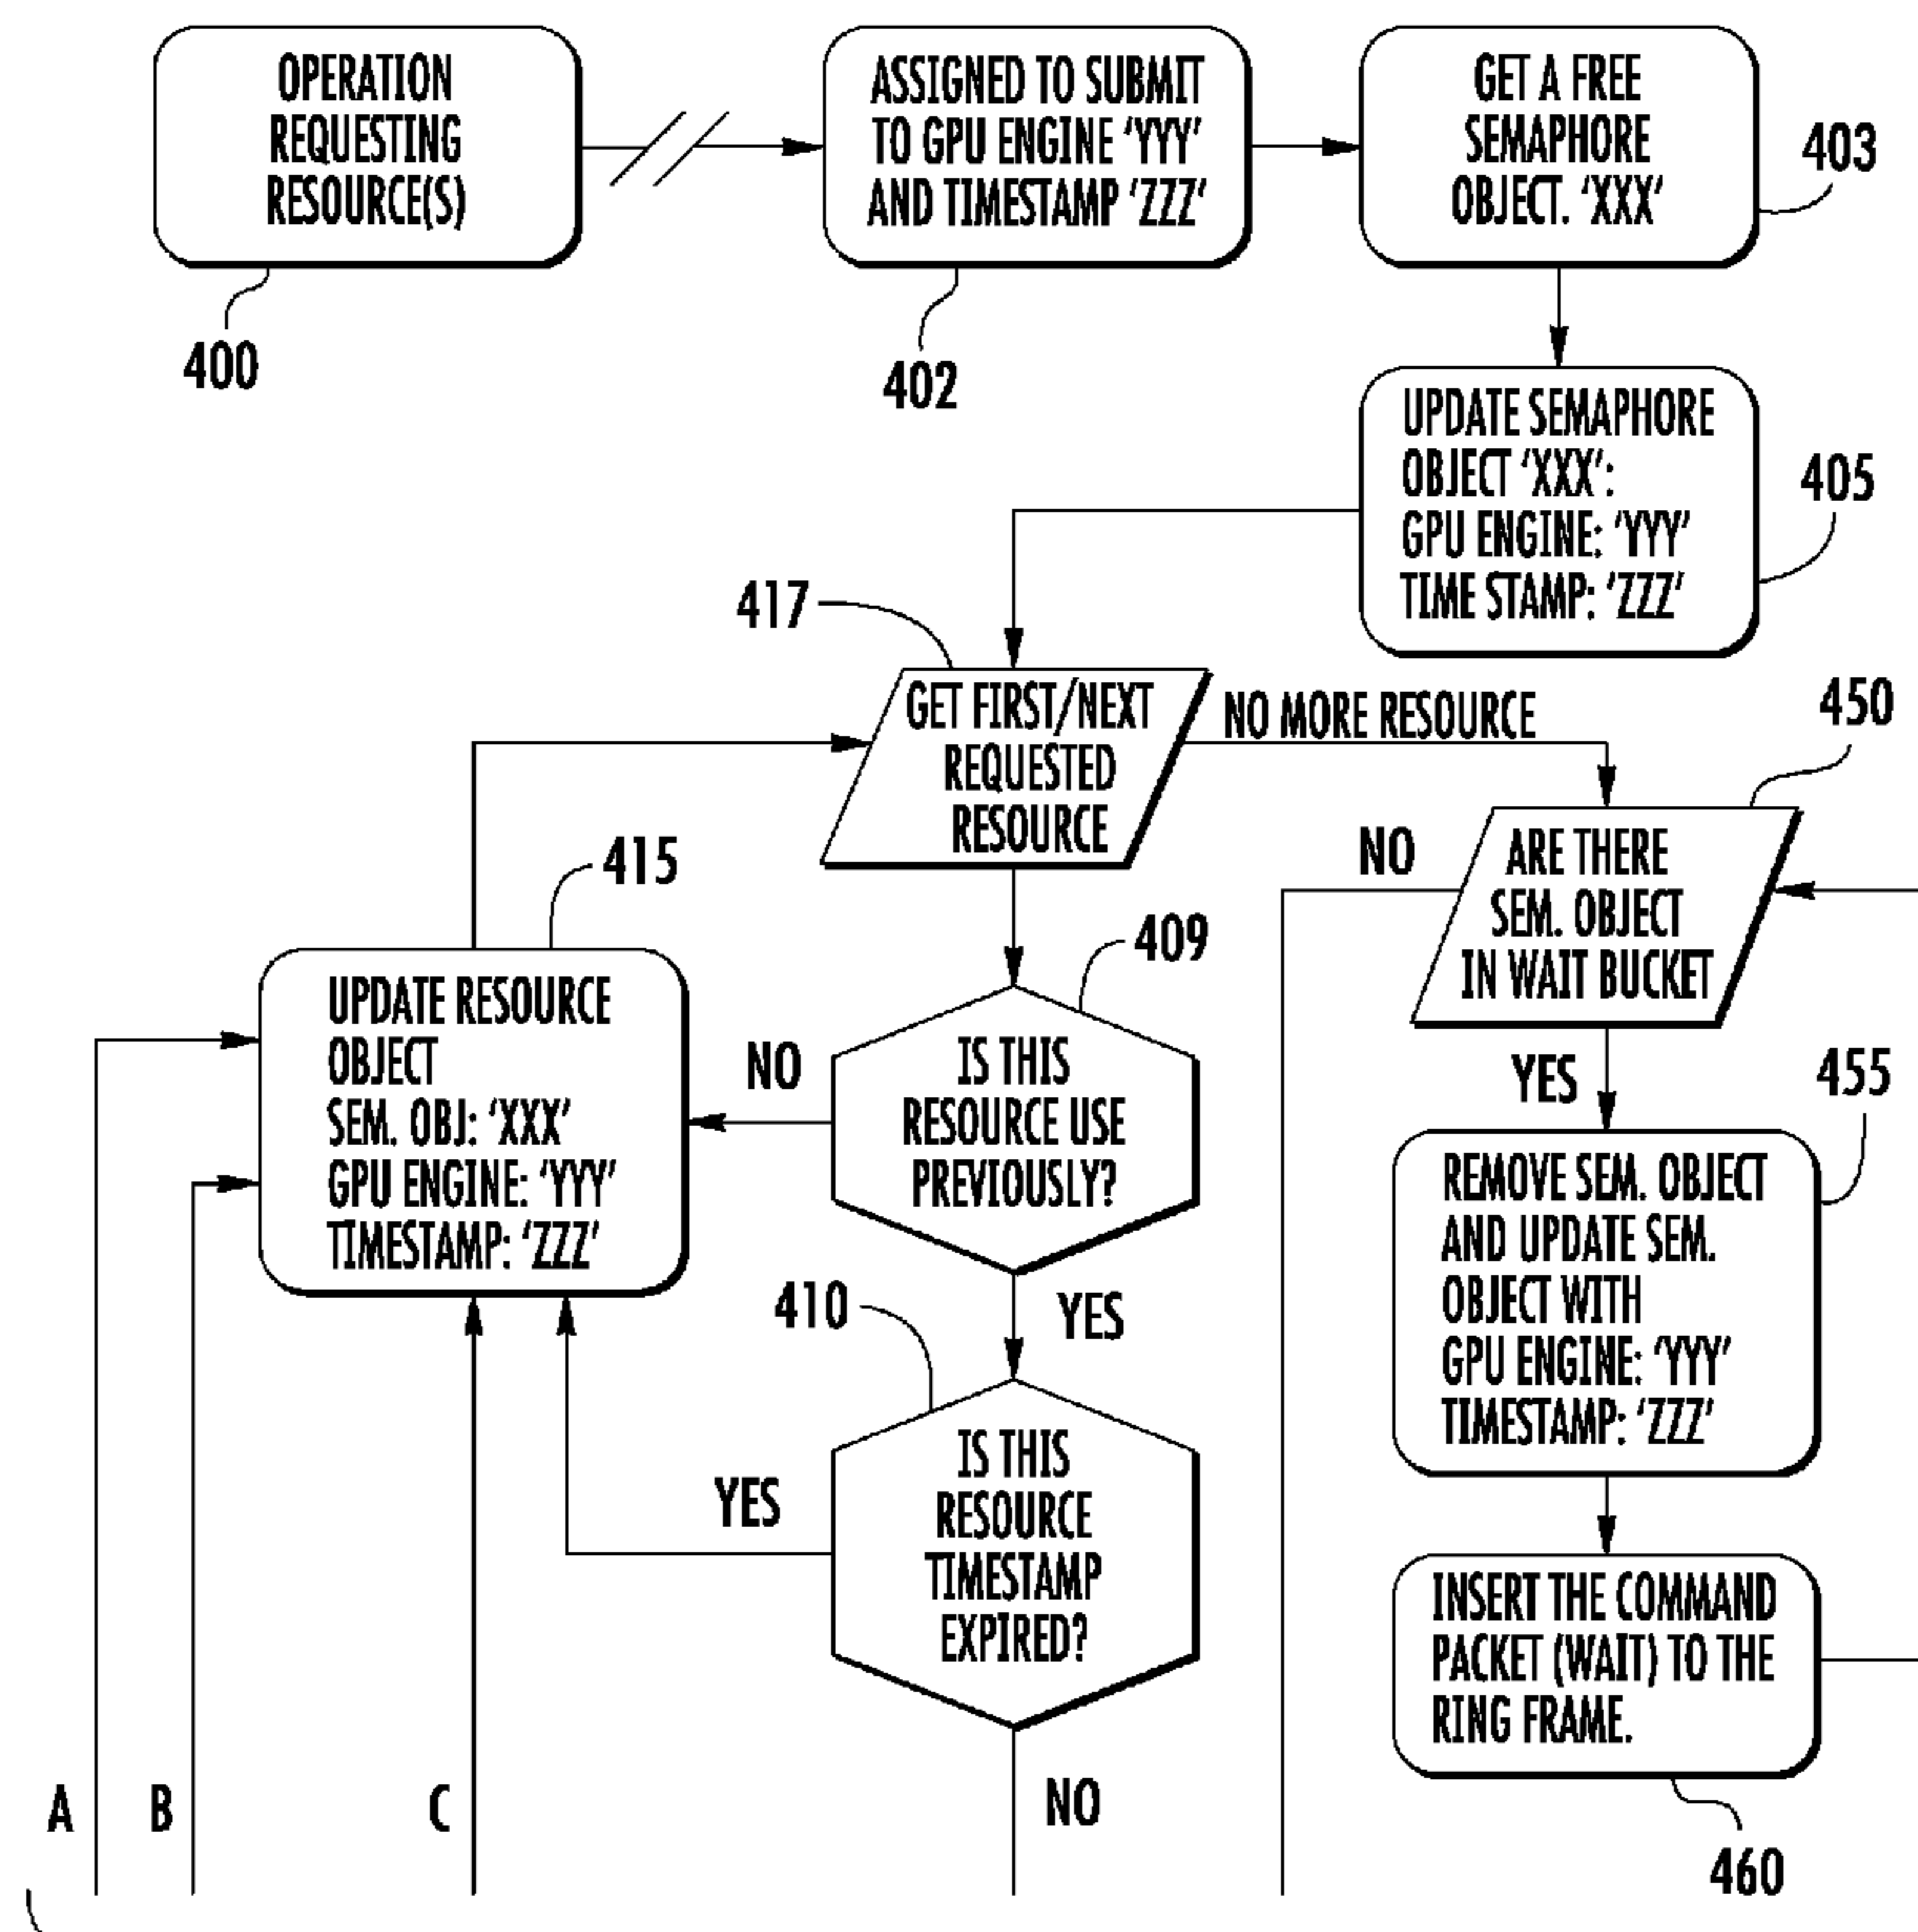 OPERATION
REQUESTING
RESOURCE(S)
400
ASSIGNED TO SUBMIT
TO GPU ENGINE 'YYY'
AND TIMESTAMP 'ZZZ'
402
GET A FREE
SEMAPHORE
OBJECT. 'XXX'
403
UPDATE SEMAPHORE
OBJECT 'XXX':
GPU ENGINE: 'YYY'
TIME STAMP: 'ZZZ'
405
417
GET FIRST/NEXT
REQUESTED
RESOURCE
NO MORE RESOURCE
450
ARE THERE
SEM. OBJECT
IN WAIT BUCKET
NO
YES
415
UPDATE RESOURCE
OBJECT
SEM. OBJ: 'XXX'
GPU ENGINE: 'YYY'
TIMESTAMP: 'ZZZ'
409
IS THIS
RESOURCE USE
PREVIOUSLY?
NO
YES
410
IS THIS
RESOURCE
TIMESTAMP
EXPIRED?
YES
NO
455
REMOVE SEM. OBJECT
AND UPDATE SEM.
OBJECT WITH
GPU ENGINE: 'YYY'
TIMESTAMP: 'ZZZ'
INSERT THE COMMAND
PACKET (WAIT) TO THE
RING FRAME.
460
A
B
C